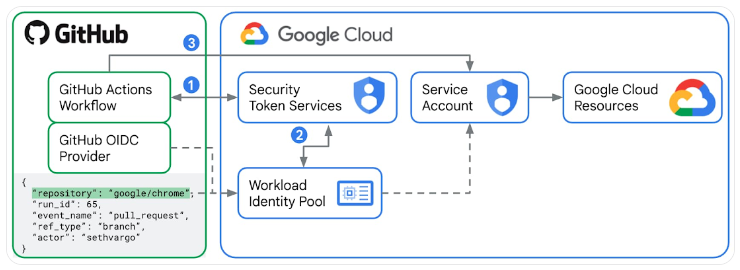 GitHub
Google Cloud
3
GitHub Actions
Workflow
1
Security
Token Services
Service
Account
Google Cloud
Resources
GitHub OIDC
Provider
2
Workload
Identity Pool
{
"repository": "google/chrome",
"run_id": 65,
"event_name": "pull_request",
"ref_type": "branch",
"actor": "sethvargo"
}